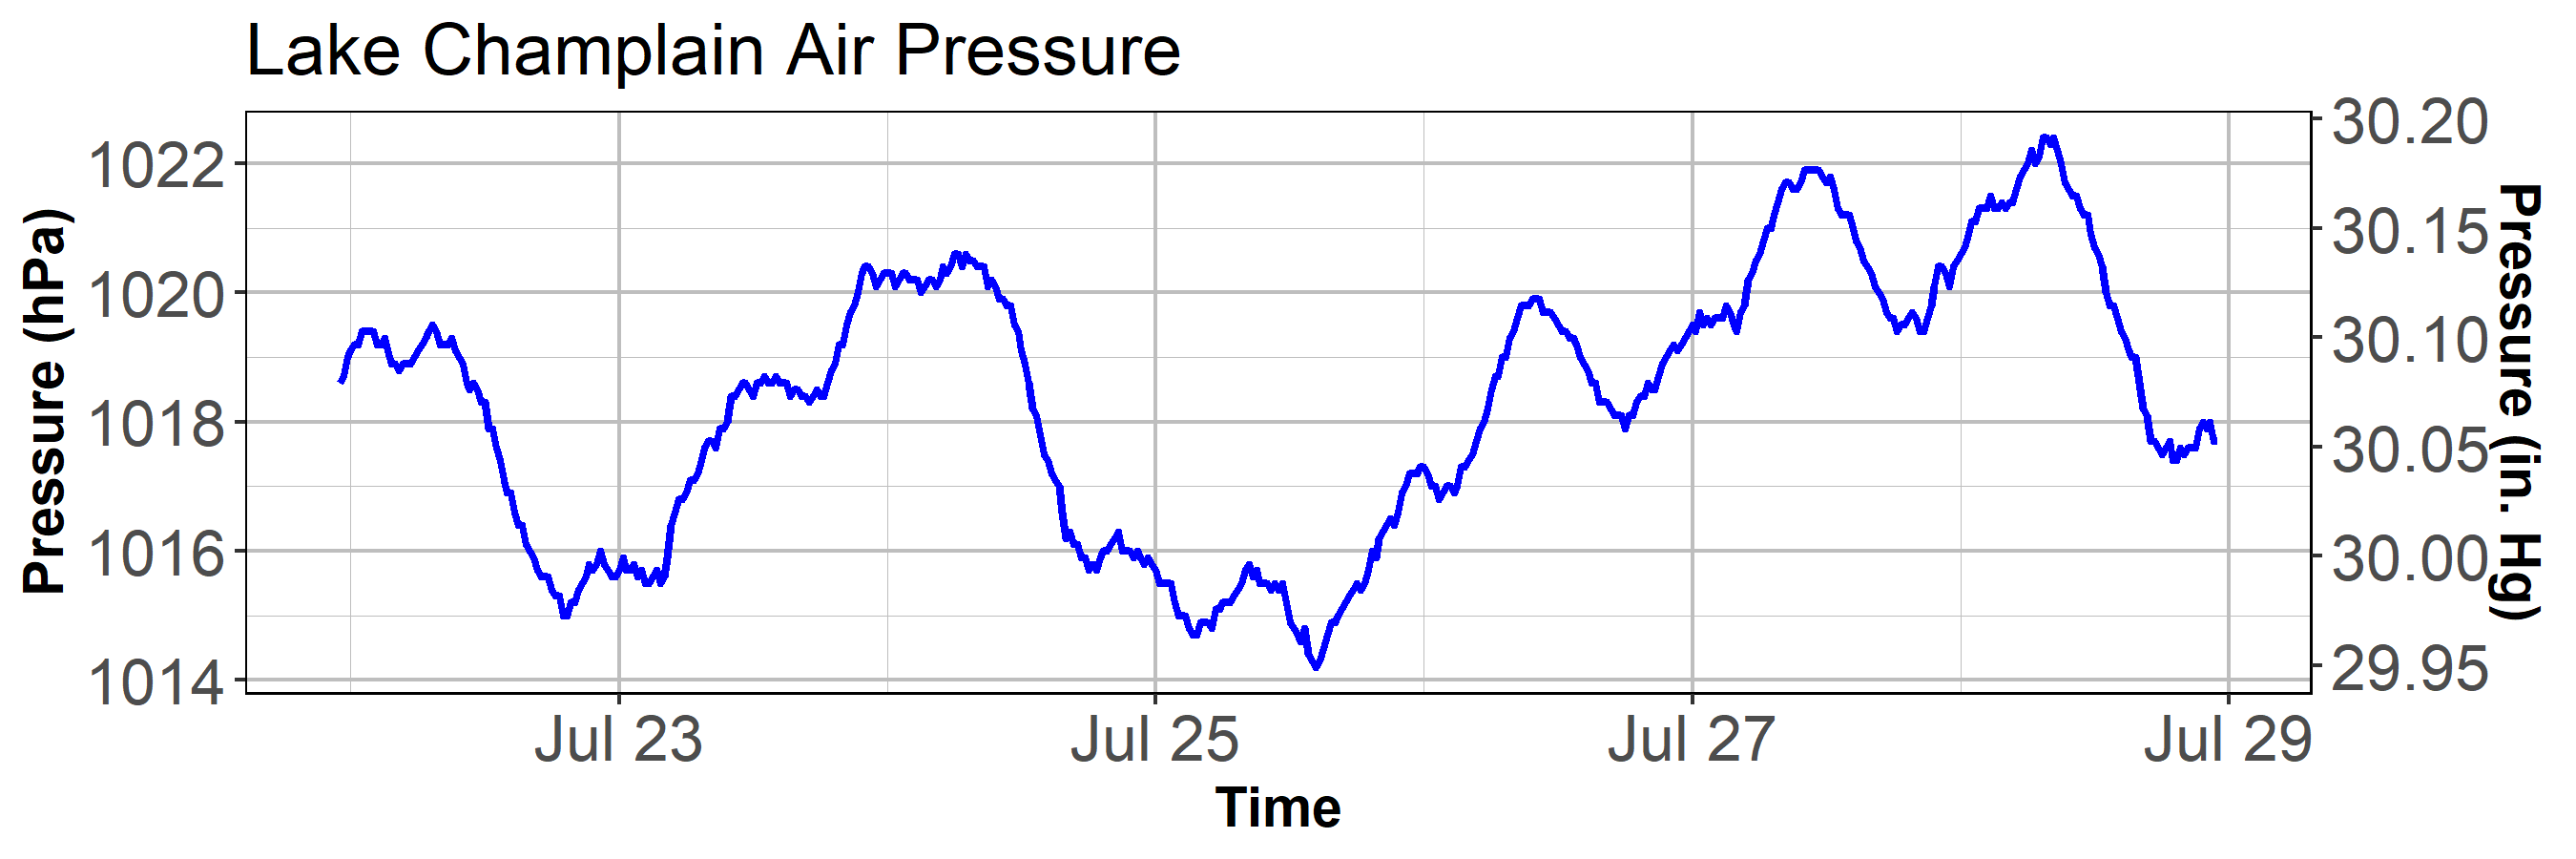 Lake Champlain Air Pressure
Pressure (hPa)
1022
1020
1018
1016
1014
30.20
30.15
30.10
30.05
30.00
29.95
Pressure (in. Hg)
Jul 23 Jul 25 Jul 27 Jul 29
Time